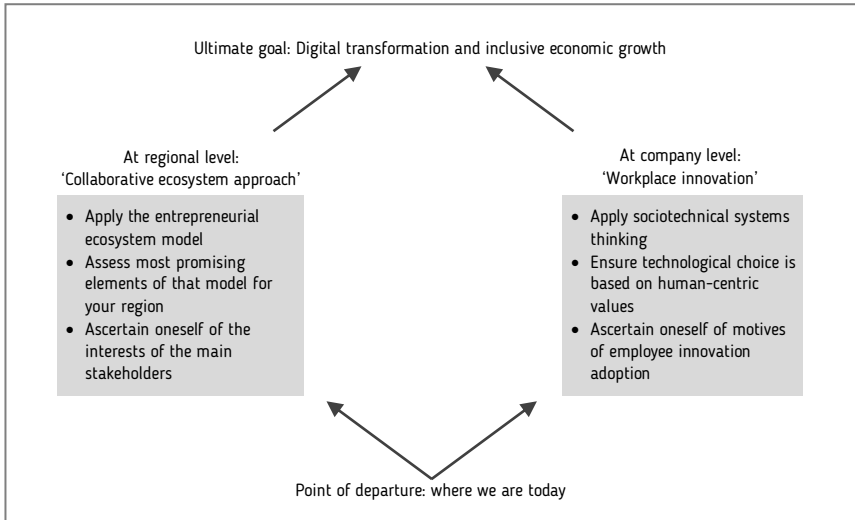 Ultimate goal: Digital transformation and inclusive economic growth
At regional level:
‘Collaborative ecosystem approach’
• Apply the entrepreneurial
ecosystem model
• Assess most promising
elements of that model for
your region
• Ascertain oneself of the
interests of the main
stakeholders
At company level:
‘Workplace innovation’
• Apply sociotechnical systems
thinking
• Ensure technological choice is
based on human-centric
values
• Ascertain oneself of motives
of employee innovation
adoption
Point of departure: where we are today